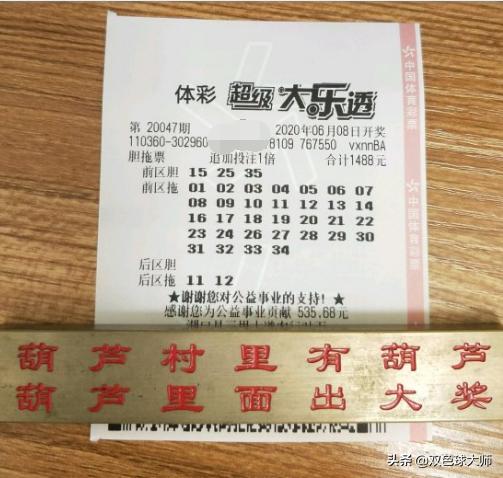 体彩 超级大乐透
第 20047期 2020年06月08日开奖
110360-302960 8109 767550 vxnnBA
胆拖票 追加投注1倍 合计1488元
前区胆 15 25 35
前区拖 01 02 03 04 05 06 07
08 09 10 11 12 13 14
16 17 18 19 20 21 22
23 24 26 27 28 29 30
31 32 33 34
后区胆
后区拖 11 12
★谢谢您对公益事业的支持！★
感谢您为公益事业贡献 535.68元
葫芦村里有葫芦
葫芦里面出大奖
中国体育彩票
中国体育彩票
头条 @双色球大师